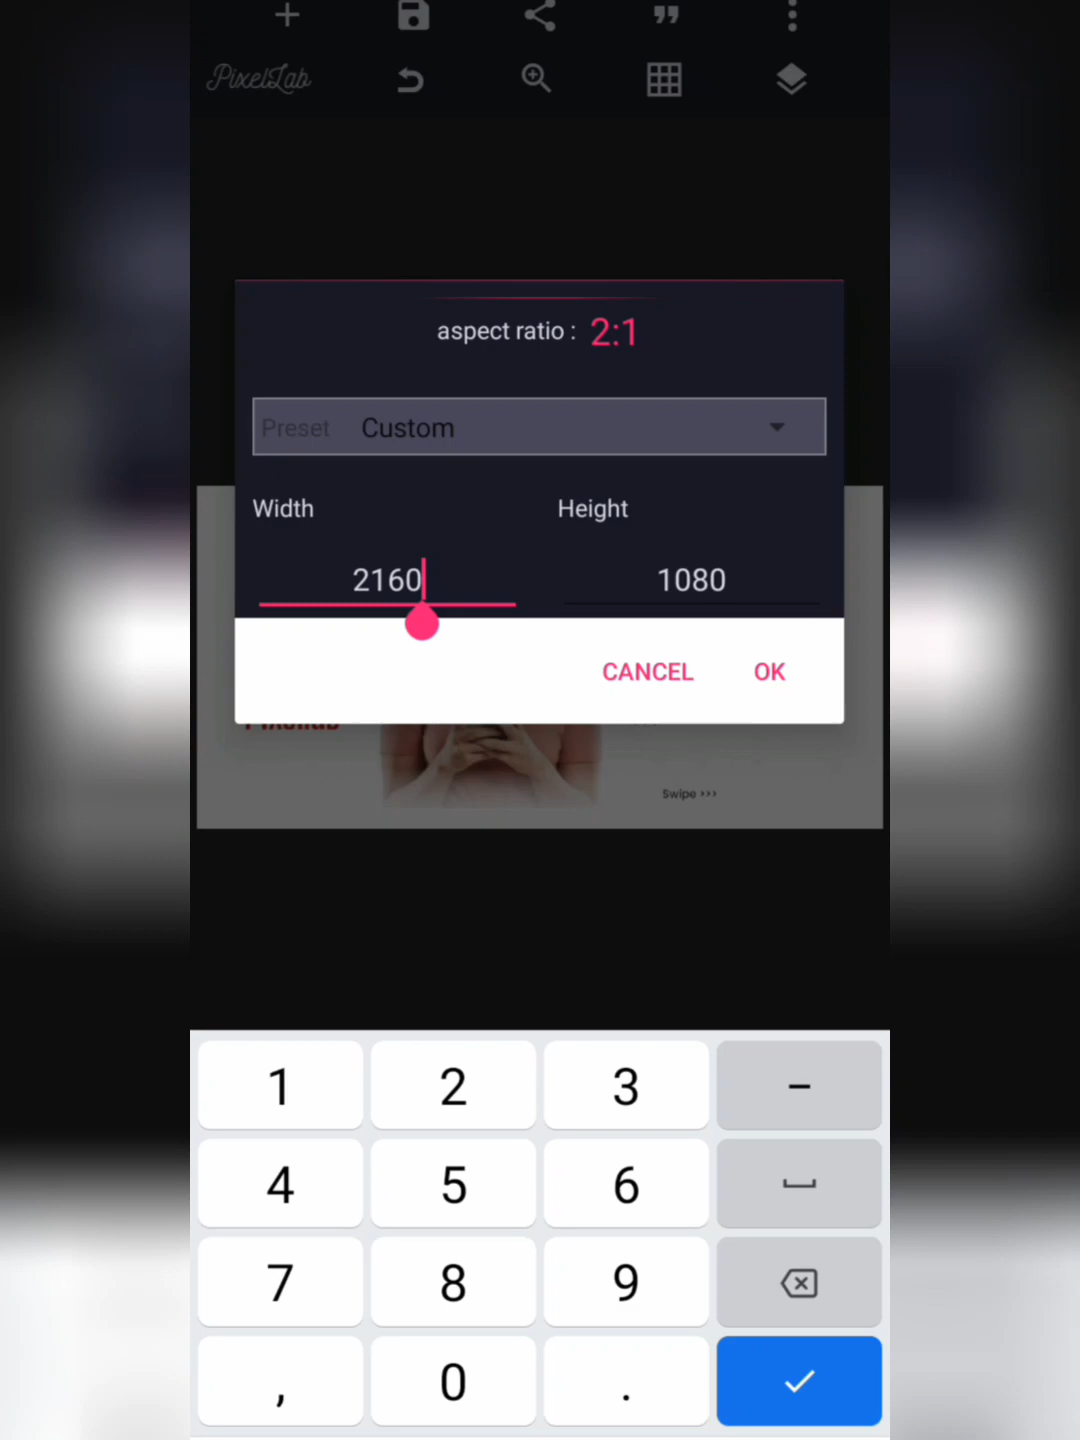 PixelLab
aspect ratio : 2:1
Preset Custom
Width Height
2160 1080
CANCEL OK
Swipe >>>
1 2 3 –
4 5 6
7 8 9
, 0 .